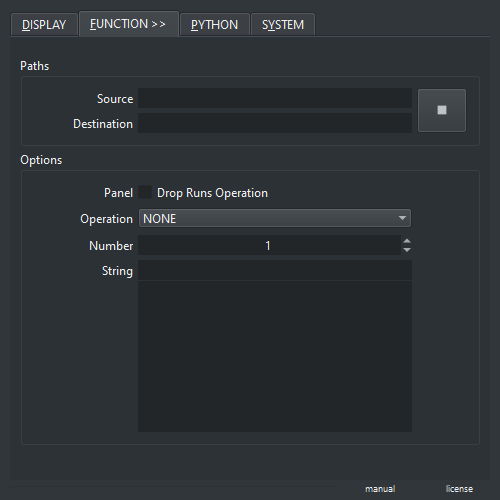 DISPLAY FUNCTION >> PYTHON SYSTEM
Paths
Source
Destination
Options
Panel Drop Runs Operation
Operation NONE
Number 1
String
manual license